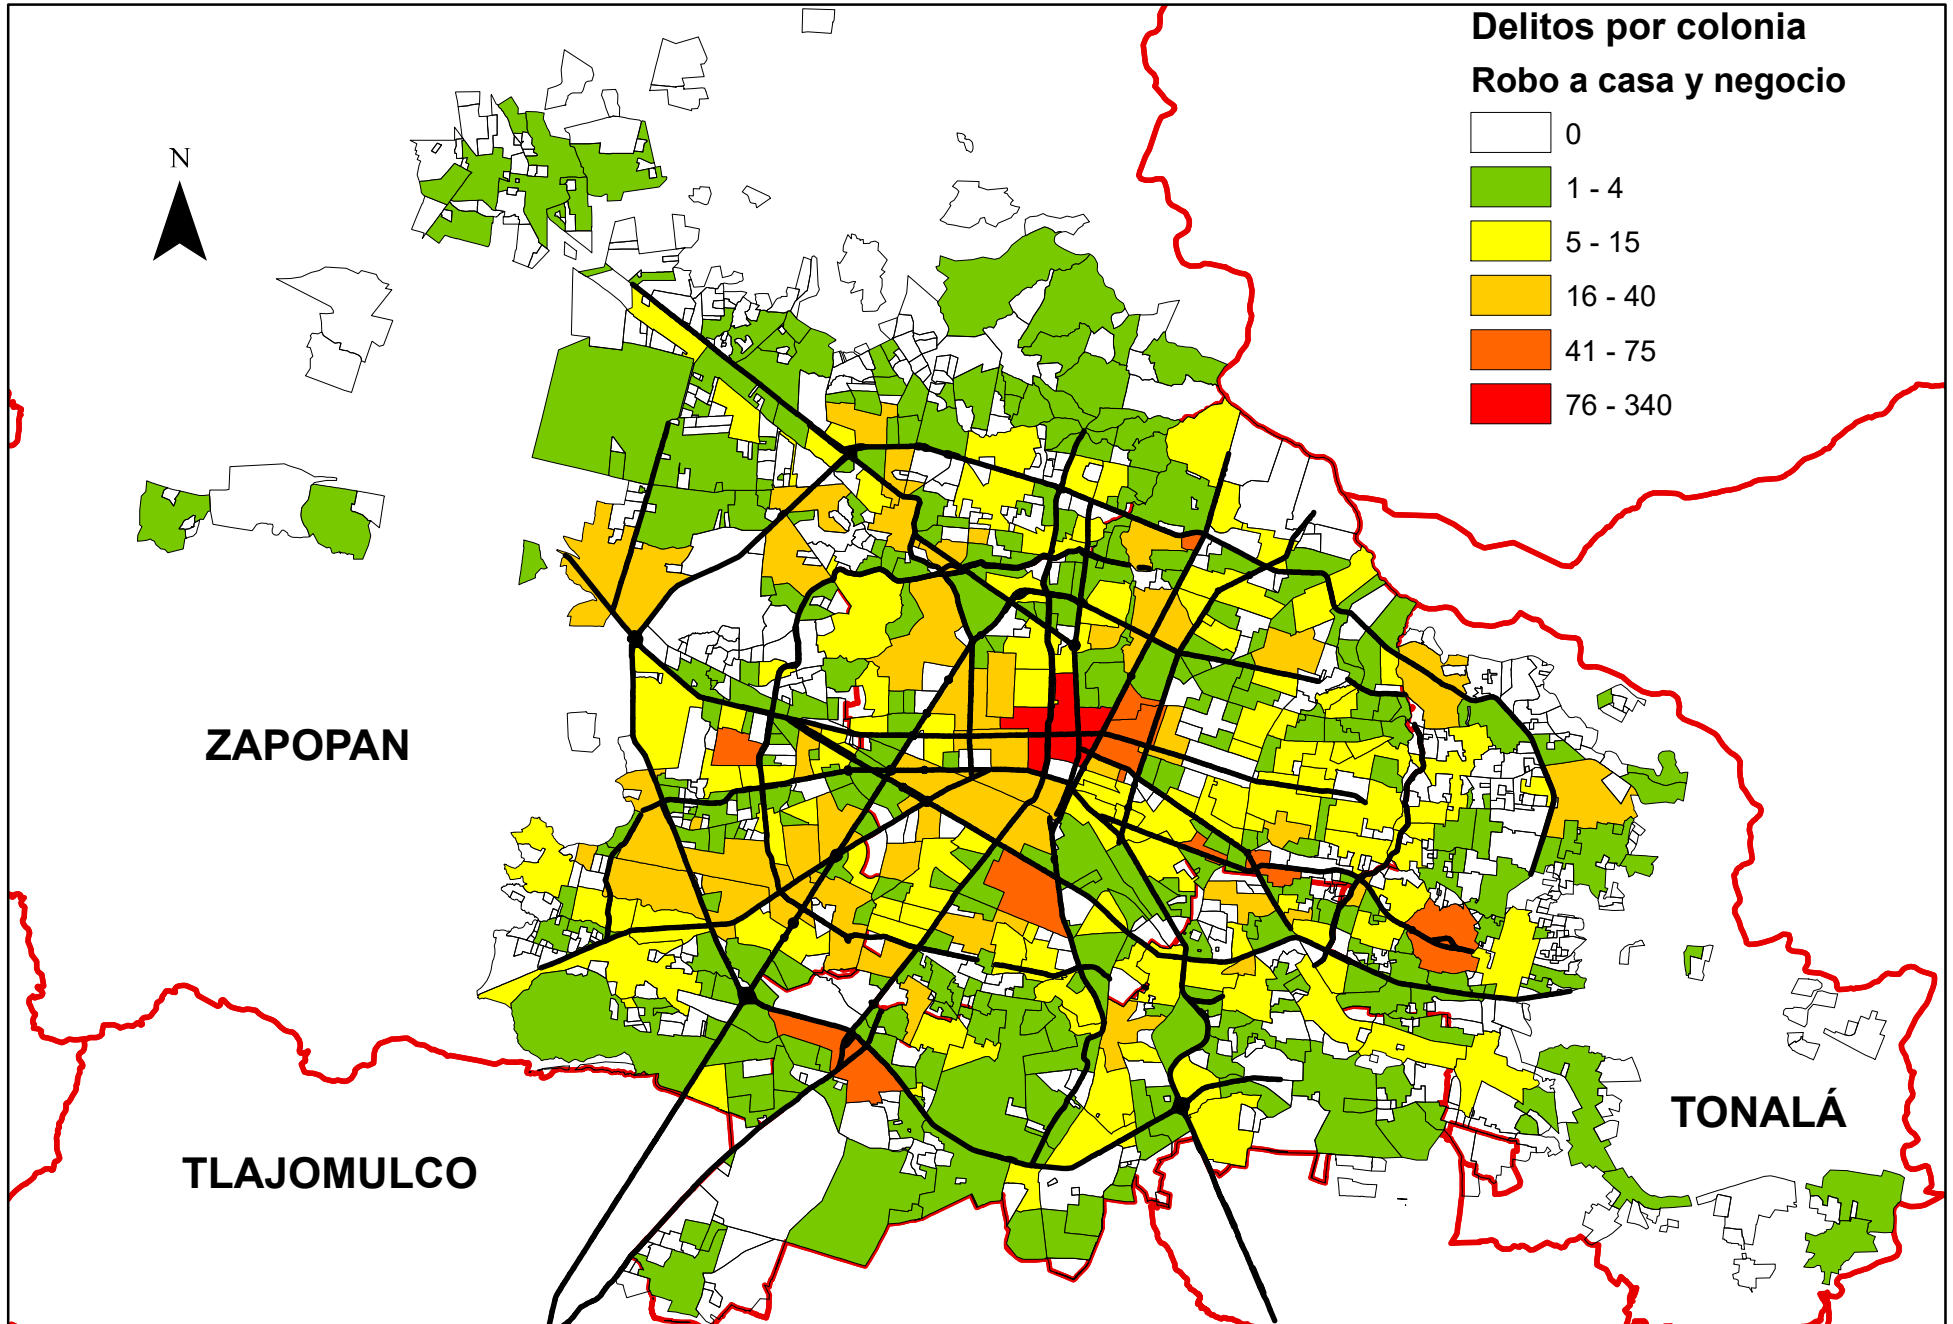 Delitos por colonia
Robo a casa y negocio
0
1 - 4
5 - 15
16 - 40
41 - 75
76 - 340
N
ZAPOPAN
TONALÁ
TLAJOMULCO